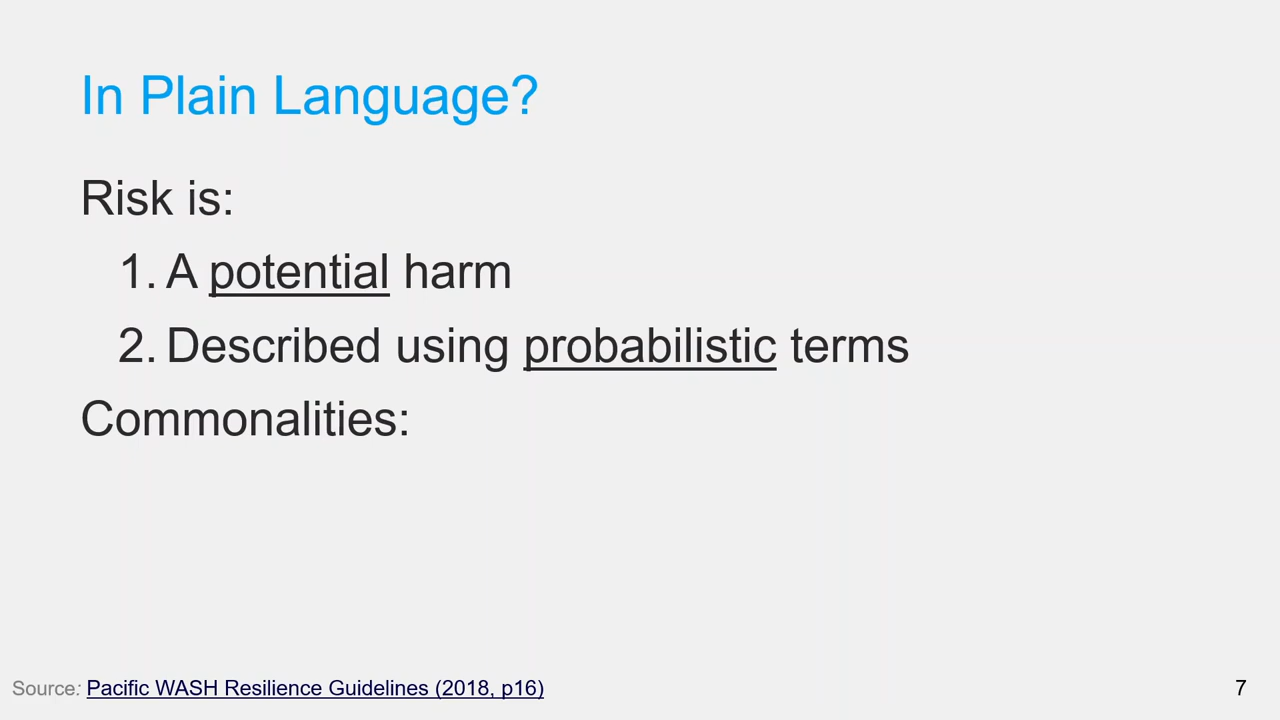 In Plain Language?
Risk is:
1. A potential harm
2. Described using probabilistic terms
Commonalities:
Source: Pacific WASH Resilience Guidelines (2018, p16)
7